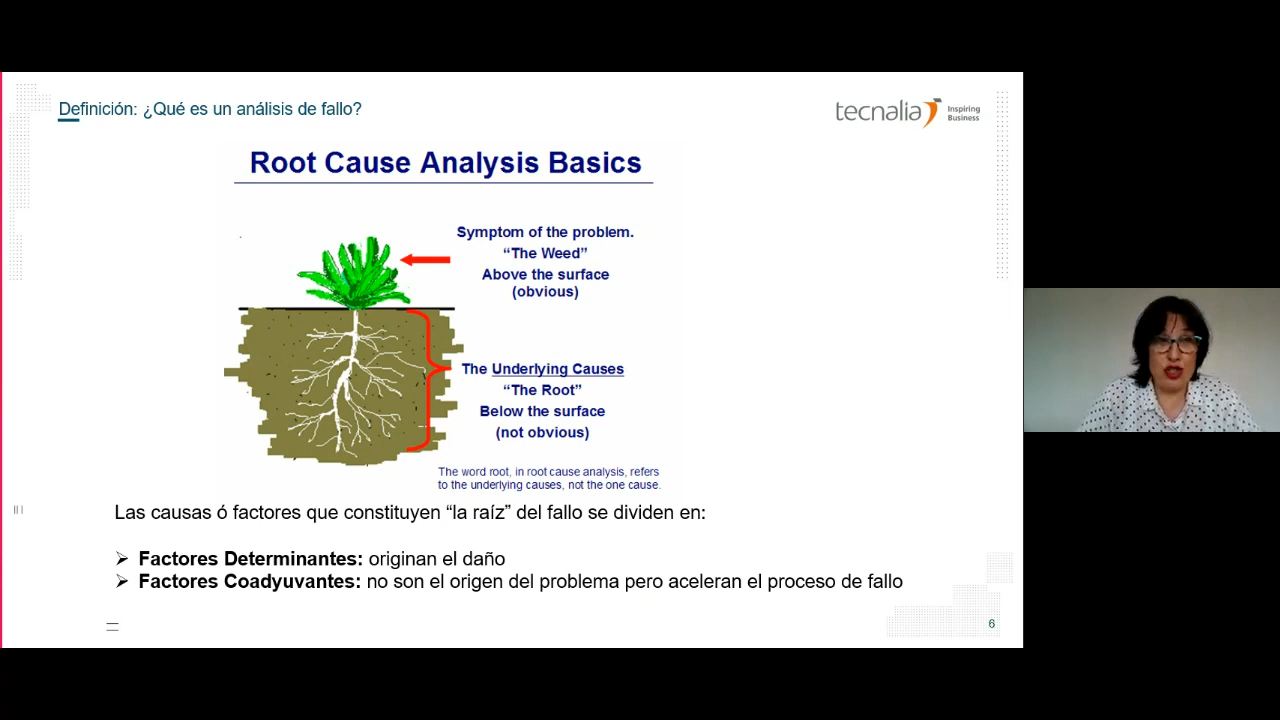 Definición: ¿Qué es un análisis de fallo?
tecnalia
Inspiring
Business
Root Cause Analysis Basics
Symptom of the problem.
“The Weed”
Above the surface
(obvious)
The Underlying Causes
“The Root”
Below the surface
(not obvious)
The word root, in root cause analysis, refers
to the underlying causes, not the one cause.
Las causas ó factores que constituyen “la raíz” del fallo se dividen en:
➢ Factores Determinantes: originan el daño
➢ Factores Coadyuvantes: no son el origen del problema pero aceleran el proceso de fallo
6